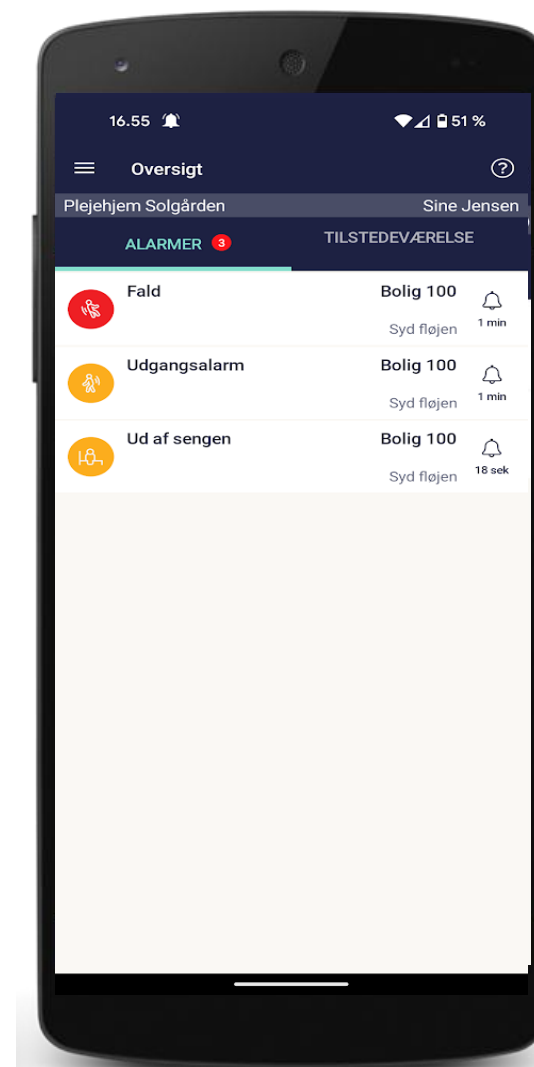 16.55 51 %
Oversigt
Plejehjem Solgården Sine Jensen
ALARMER 3 TILSTEDEVÆRELSE
Fald Bolig 100
Syd fløjen 1 min
Udgangsalarm Bolig 100
Syd fløjen 1 min
Ud af sengen Bolig 100
Syd fløjen 18 sek